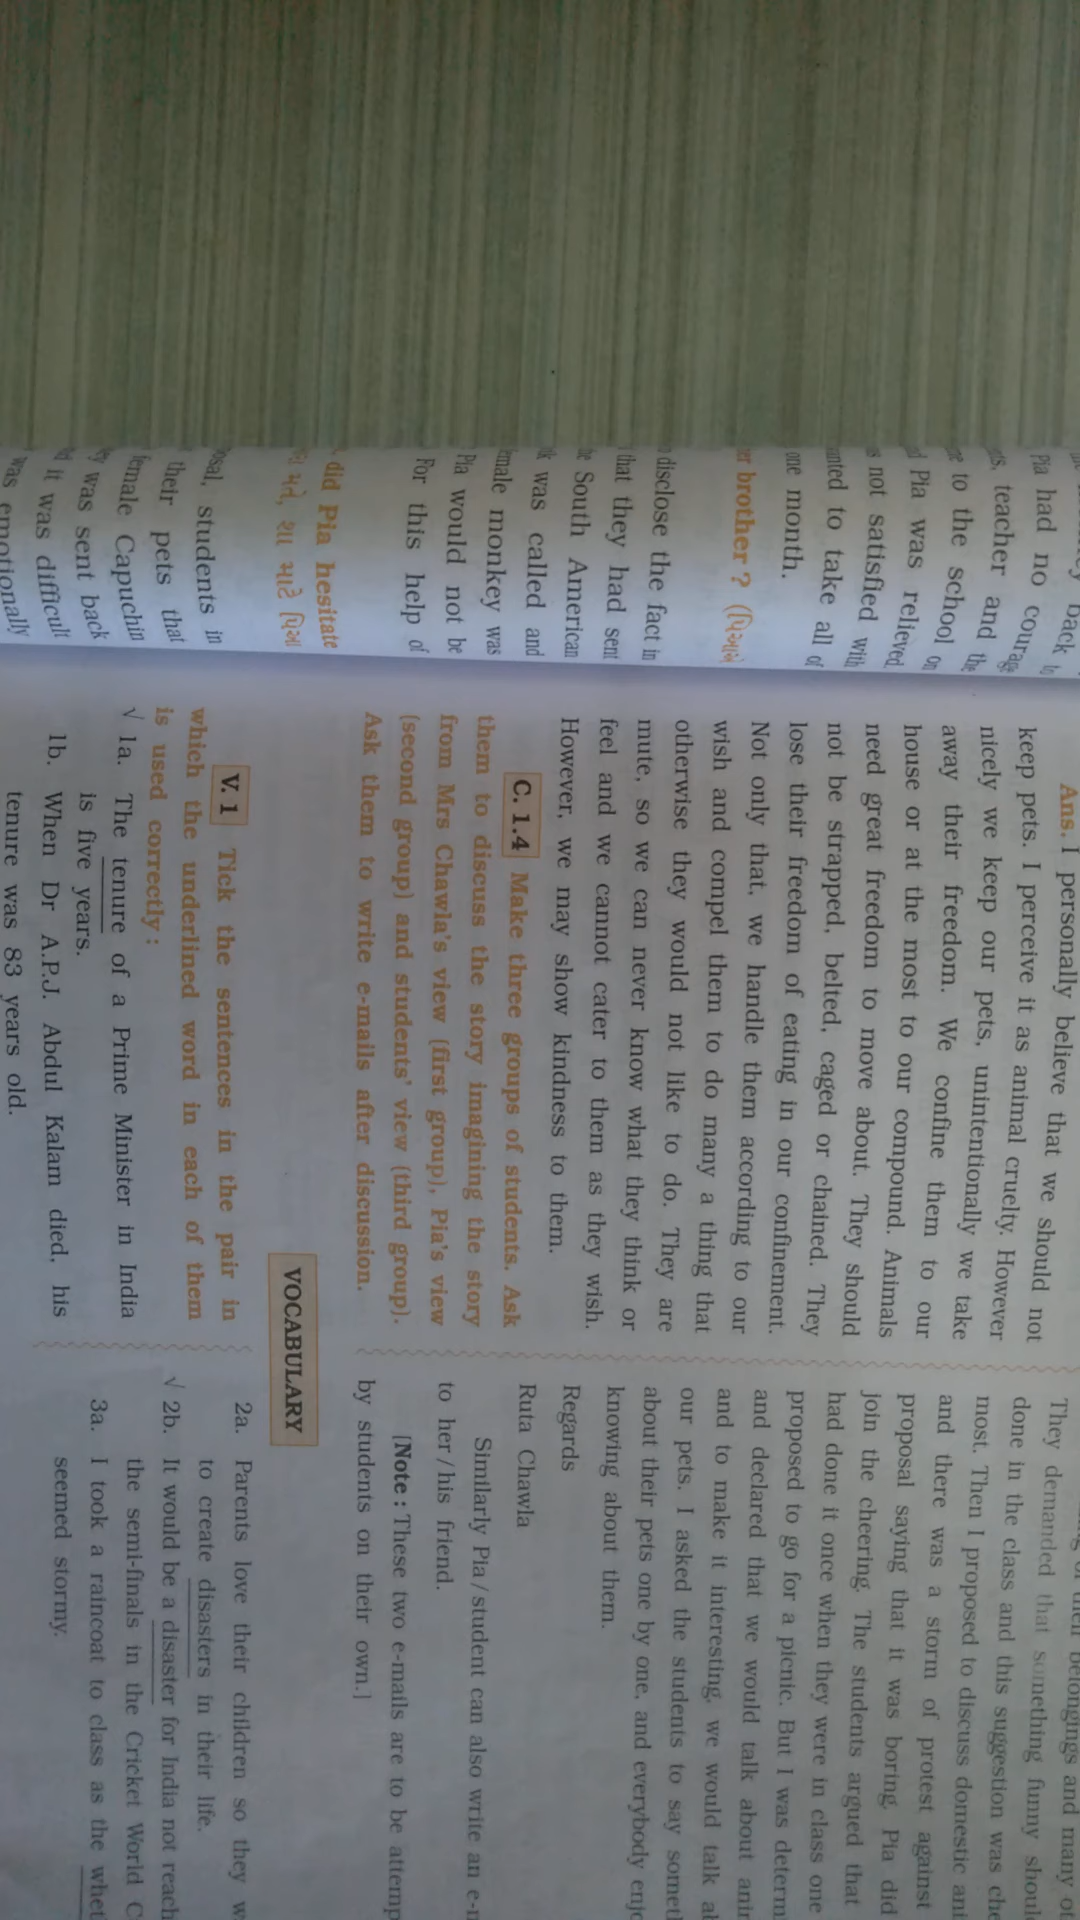 back to
Pia had no courage
teacher and the
to the school on
Pia was relieved
not satisfied with
to take all of
one month.
brother ? (પિઆએ
disclose the fact in
that they had sent
South American
was called and
monkey was
Pia would not be
For this help of
did Pia hesitate
મતે, શા માટે પિઆ
students in
their pets that
female Capuchin
was sent back
it was difficult
was emotionally
Ans. I personally believe that we should not
keep pets. I perceive it as animal cruelty. However
nicely we keep our pets, unintentionally we take
away their freedom. We confine them to our
house or at the most to our compound. Animals
need great freedom to move about. They should
not be strapped, belted, caged or chained. They
lose their freedom of eating in our confinement.
Not only that, we handle them according to our
wish and compel them to do many a thing that
otherwise they would not like to do. They are
mute, so we can never know what they think or
feel and we cannot cater to them as they wish.
However, we may show kindness to them.
C. 1.4 Make three groups of students. Ask
them to discuss the story imagining the story
from Mrs Chawla's view (first group), Pia's view
(second group) and students' view (third group).
Ask them to write e-mails after discussion.
belongings and many
They demanded that something funny
done in the class and this suggestion was
most. Then I proposed to discuss domestic
and there was a storm of protest against
proposal saying that it was boring. Pia did
join the cheering. The students argued that
had done it once when they were in class one
proposed to go for a picnic. But I was
and declared that we would talk about
and to make it interesting, we would talk
our pets. I asked the students to say
about their pets one by one, and everybody
knowing about them.
Regards
Ruta Chawla
Similarly Pia/student can also write an
to her/his friend.
[Note : These two e-mails are to be
by students on their own.]
VOCABULARY
V. 1 Tick the sentences in the pair in
which the underlined word in each of them
is used correctly :
√ 1a. The tenure of a Prime Minister in India
is five years.
1b. When Dr A.P.J. Abdul Kalam died, his
tenure was 83 years old.
2a. Parents love their children so they
to create disasters in their life.
√ 2b. It would be a disaster for India not reach
the semi-finals in the Cricket World
3a. I took a raincoat to class as the
seemed stormy.